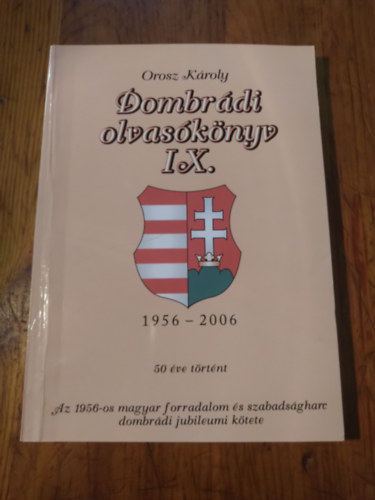 Orosz Károly
Dombrádi
olvasókönyv
IX.
1956 – 2006
50 éve történt
Az 1956-os magyar forradalom és szabadságharc
dombrádi jubileumi kötete